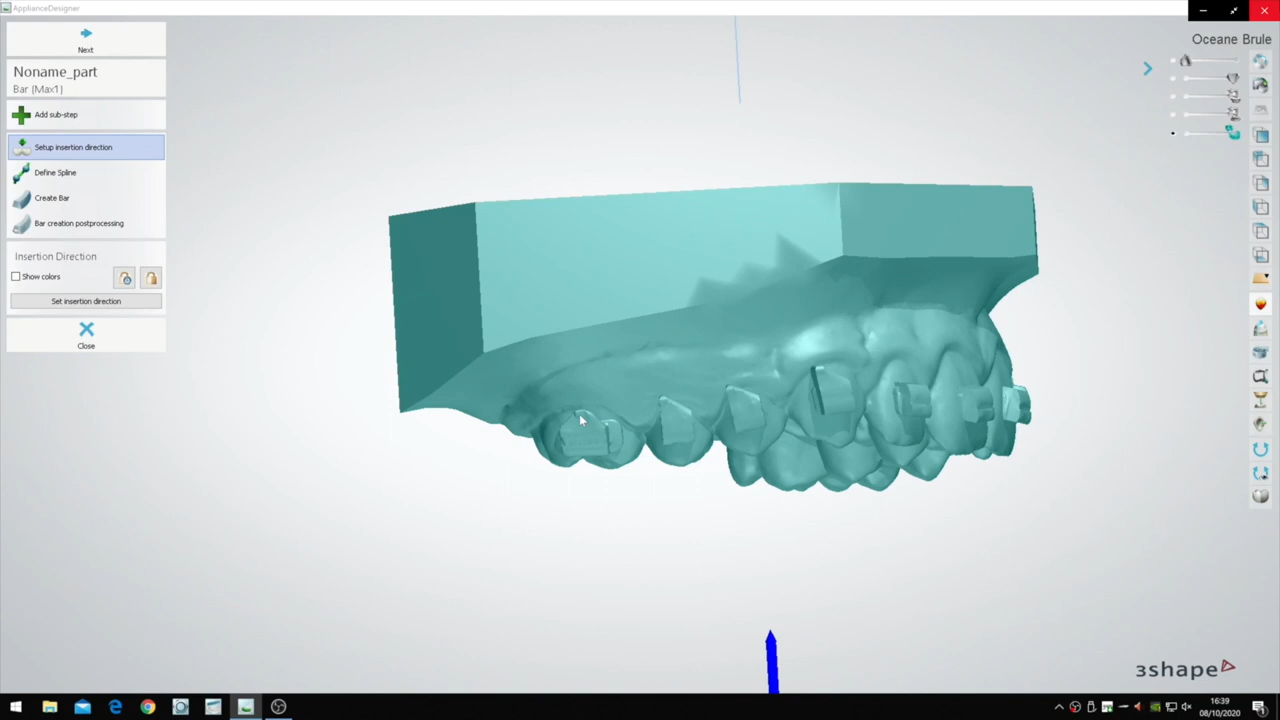 ApplianceDesigner
Next
Noname_part
Bar (Max1)
Add sub-step
Setup insertion direction
Define Spline
Create Bar
Bar creation postprocessing
Insertion Direction
Show colors
Set insertion direction
Close
Oceane Brule
3shape
16:39
08/10/2020